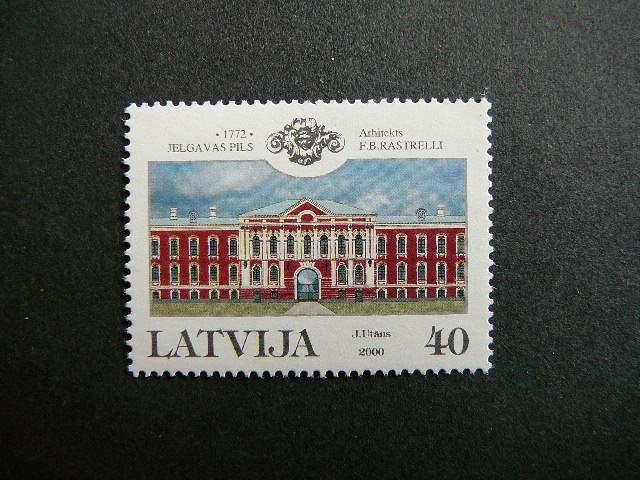 • 1772 •
JELGAVAS PILS
Arhitekts
F.B.RASTRELLI
LATVIJA
J.Utāns
2000
40